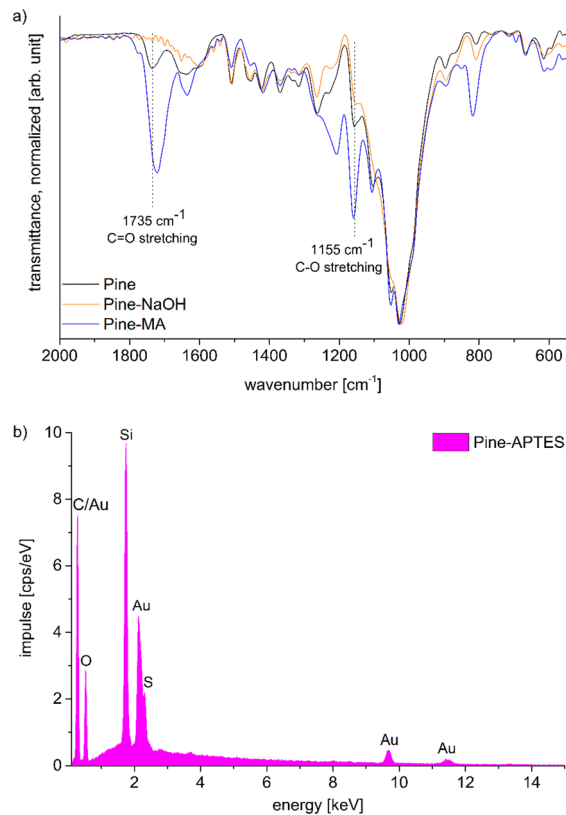 a)
transmittance, normalized [arb. unit]
1735 cm-1
C=O stretching
1155 cm-1
C-O stretching
Pine
Pine-NaOH
Pine-MA
2000 1800 1600 1400 1200 1000 800 600
wavenumber [cm-1]
b)
impulse [cps/eV]
10
8
6
4
2
0
Si
C/Au
O
Au
S
Au
Au
Pine-APTES
2 4 6 8 10 12 14
energy [keV]